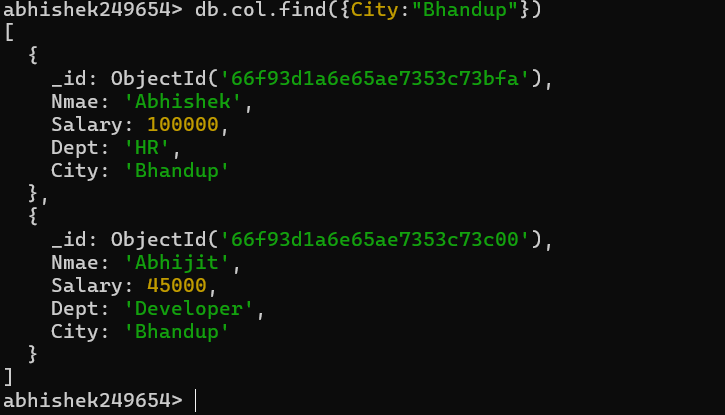 abhishek249654> db.col.find({City:"Bhandup"})
[
  {
    _id: ObjectId('66f93d1a6e65ae7353c73bfa'),
    Nmae: 'Abhishek',
    Salary: 100000,
    Dept: 'HR',
    City: 'Bhandup'
  },
  {
    _id: ObjectId('66f93d1a6e65ae7353c73c00'),
    Nmae: 'Abhijit',
    Salary: 45000,
    Dept: 'Developer',
    City: 'Bhandup'
  }
]
abhishek249654>